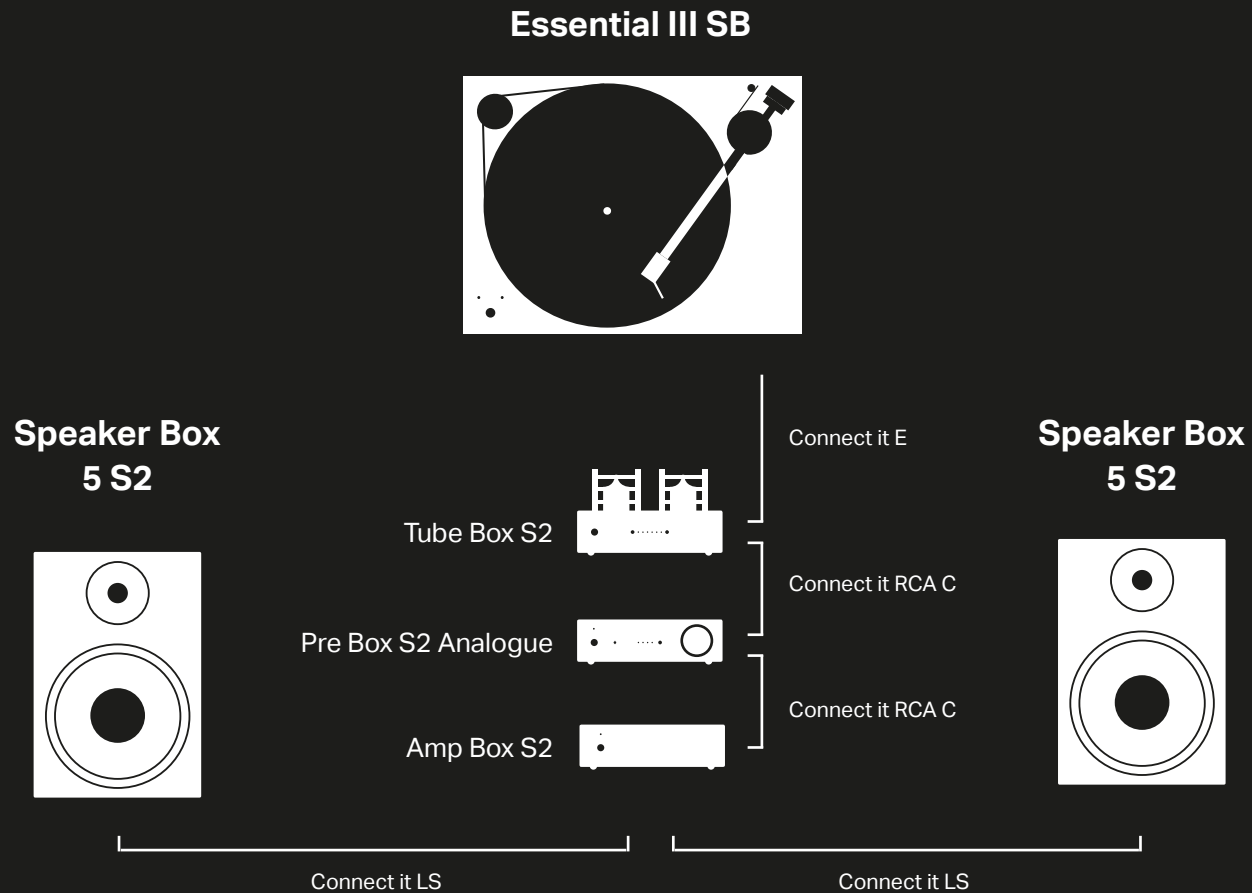 Essential III SB
Speaker Box
5 S2
Speaker Box
5 S2
Connect it E
Tube Box S2
Connect it RCA C
Pre Box S2 Analogue
Connect it RCA C
Amp Box S2
Connect it LS
Connect it LS